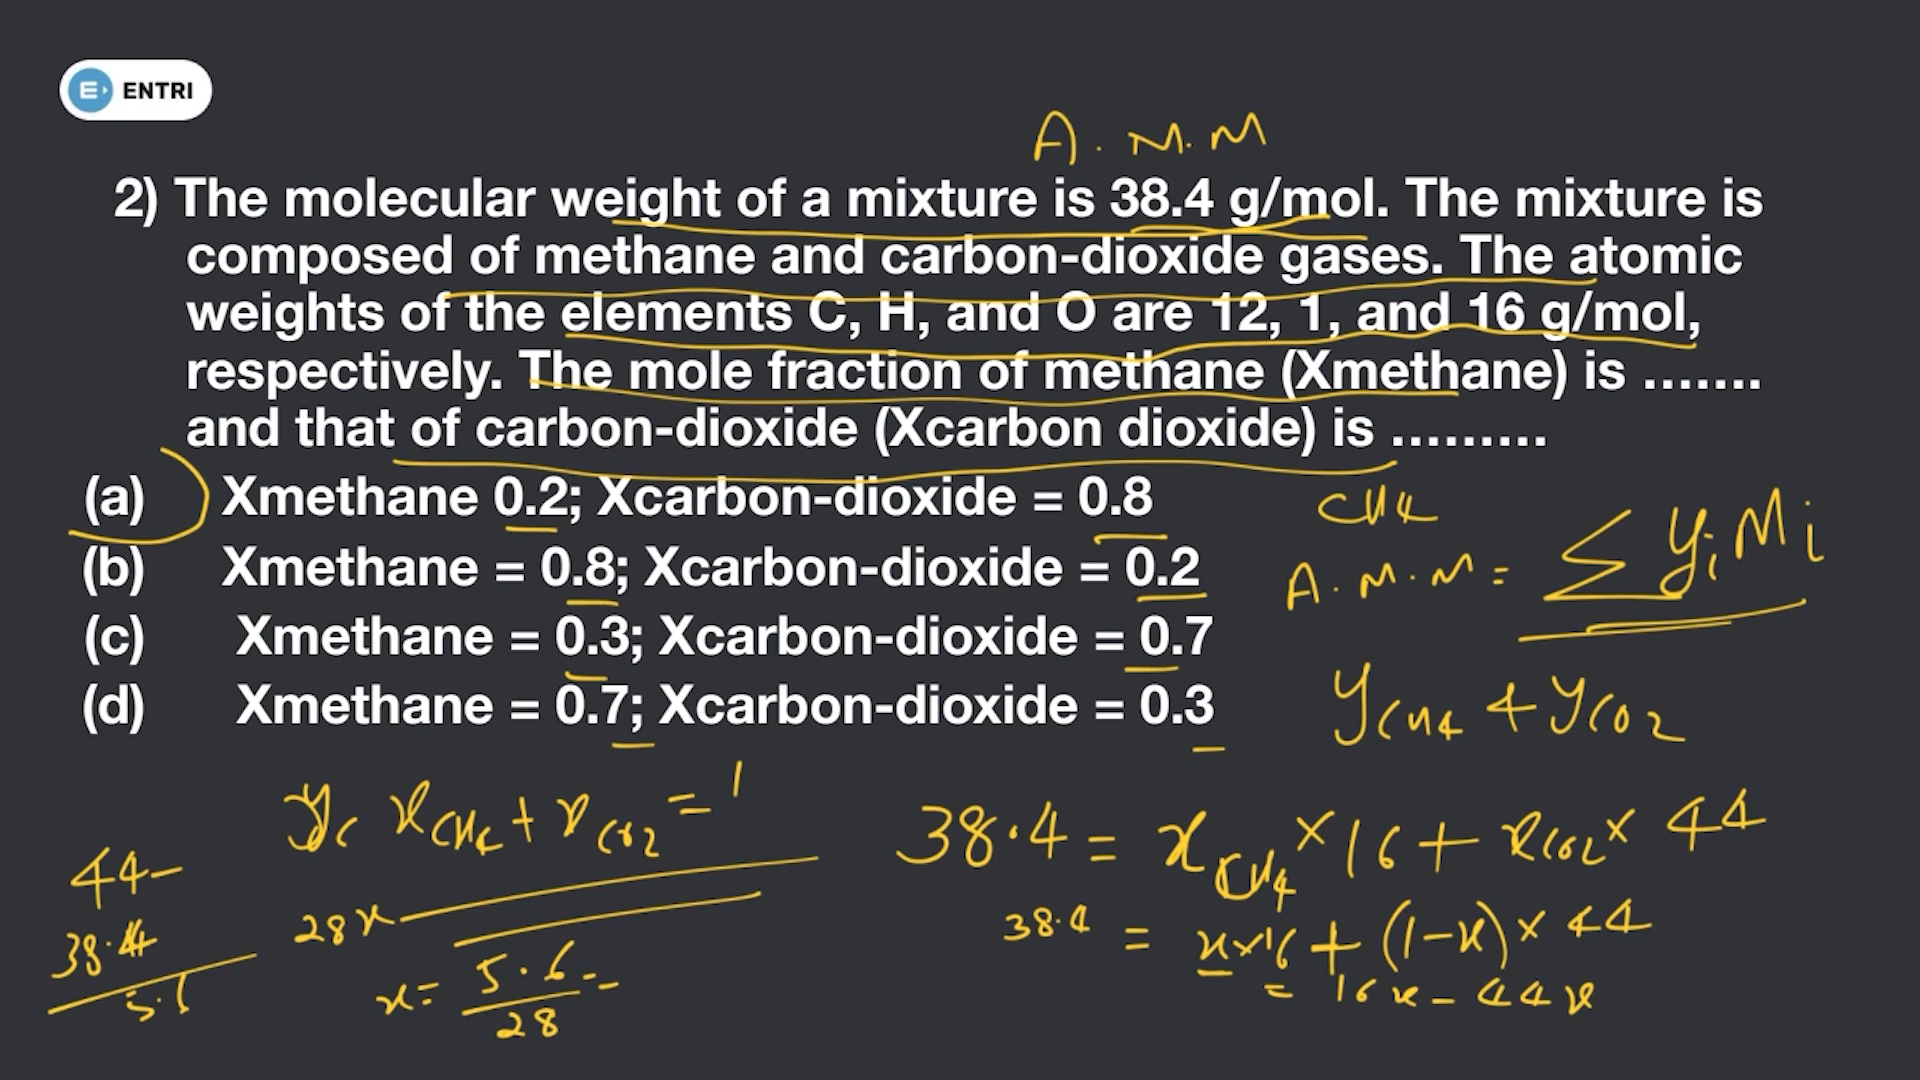 ENTRI
A.M.M
2) The molecular weight of a mixture is 38.4 g/mol. The mixture is
composed of methane and carbon-dioxide gases. The atomic
weights of the elements C, H, and O are 12, 1, and 16 g/mol,
respectively. The mole fraction of methane (Xmethane) is .......
and that of carbon-dioxide (Xcarbon dioxide) is .........
(a) Xmethane 0.2; Xcarbon-dioxide = 0.8
(b) Xmethane = 0.8; Xcarbon-dioxide = 0.2
(c) Xmethane = 0.3; Xcarbon-dioxide = 0.7
(d) Xmethane = 0.7; Xcarbon-dioxide = 0.3
CH4
A.M.M = Σ yi Mi
yCH4 + yCO2
xCH4 + xCO2 = 1
38.4 = xCH4 × 16 + xCO2 × 44
38.4 = x×16 + (1-x) × 44
= 16x - 44x
44-
38.4
5.6
28x
x = 5.6/28 =